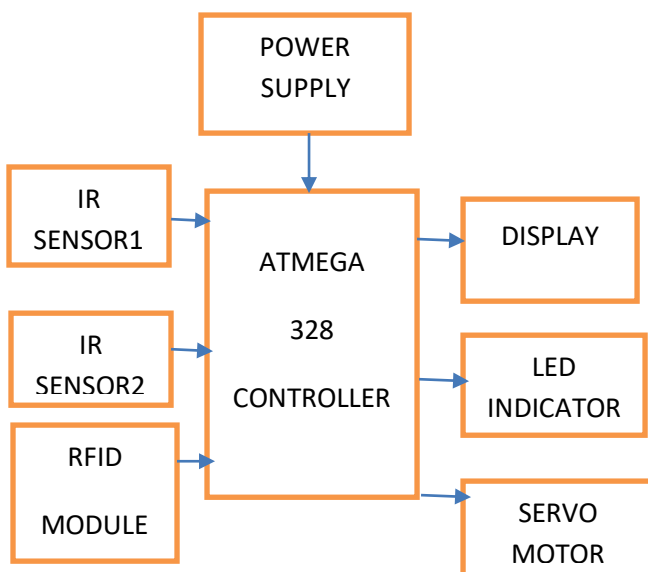 POWER
SUPPLY
IR
SENSOR1
ATMEGA
328
CONTROLLER
DISPLAY
IR
SENSOR2
LED
INDICATOR
RFID
MODULE
SERVO
MOTOR